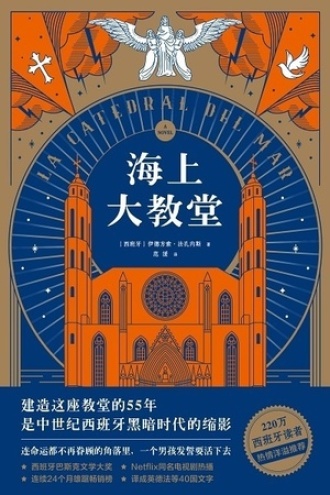 LA CATEDRAL DEL MAR
A
NOVEL
海上
大教堂
[西班牙] 伊德方索·法孔内斯 著
范湲 译
建造这座教堂的55年
是中世纪西班牙黑暗时代的缩影
连命运都不再眷顾的角落里，一个男孩发誓要活下去
★ 西班牙巴斯克文学大奖 ★ Netflix同名电视剧热播
★ 连续24个月雄踞畅销榜 ★ 译成英德法等40国文字
220万
西班牙读者
热情洋溢推荐